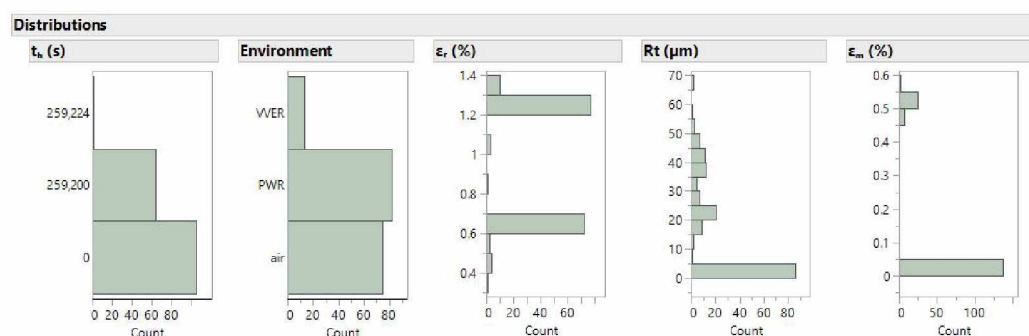 Distributions
tₕ (s)
259,224
259,200
0
0 20 40 60 80
Count
Environment
VVER
PWR
air
0 20 40 60 80
Count
εᵣ (%)
1.4
1.2
1
0.8
0.6
0.4
0 20 40 60
Count
Rt (μm)
70
60
50
40
30
20
10
0
0 20 40 60 80
Count
εₘ (%)
0.6
0.5
0.4
0.3
0.2
0.1
0
0 50 100
Count